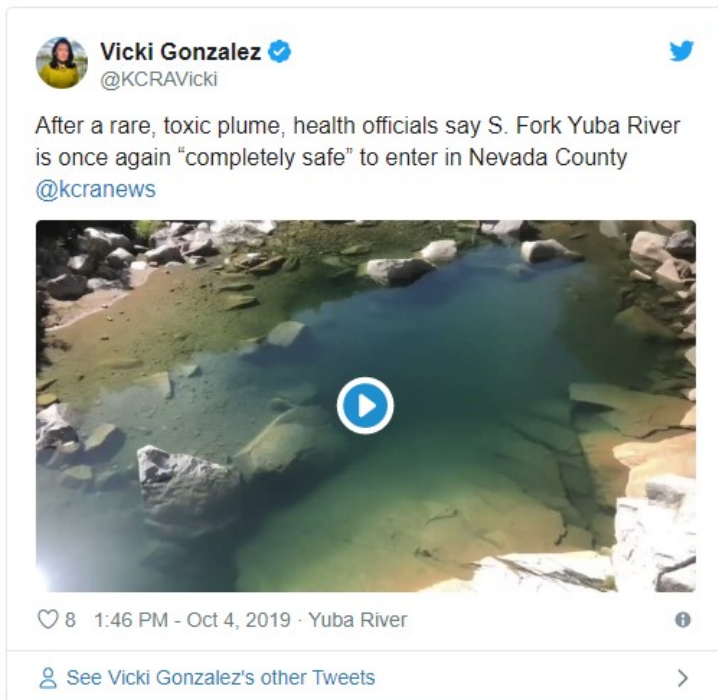 Vicki Gonzalez
@KCRAVicki
After a rare, toxic plume, health officials say S. Fork Yuba River
is once again “completely safe” to enter in Nevada County
@kcranews
8 1:46 PM - Oct 4, 2019 · Yuba River
See Vicki Gonzalez's other Tweets